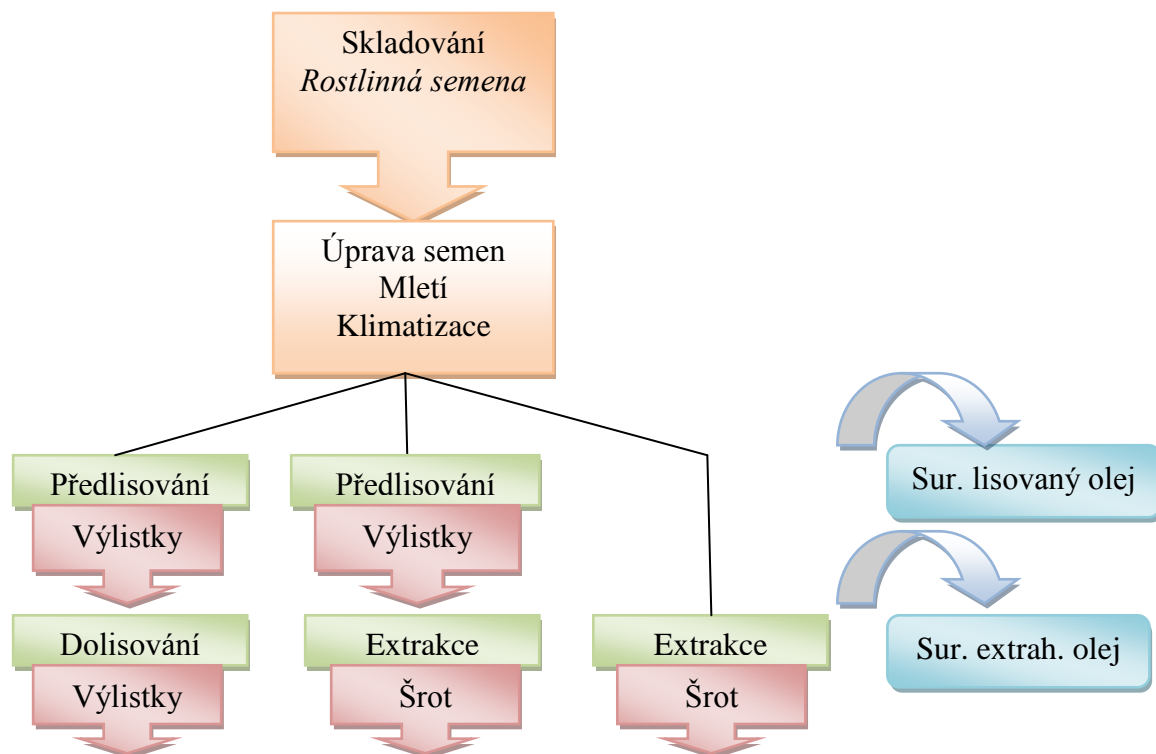 Skladování
Rostlinná semena
Úprava semen
Mletí
Klimatizace
Předlisování
Předlisování
Sur. lisovaný olej
Výlistky
Výlistky
Dolisování
Extrakce
Extrakce
Sur. extrah. olej
Výlistky
Šrot
Šrot